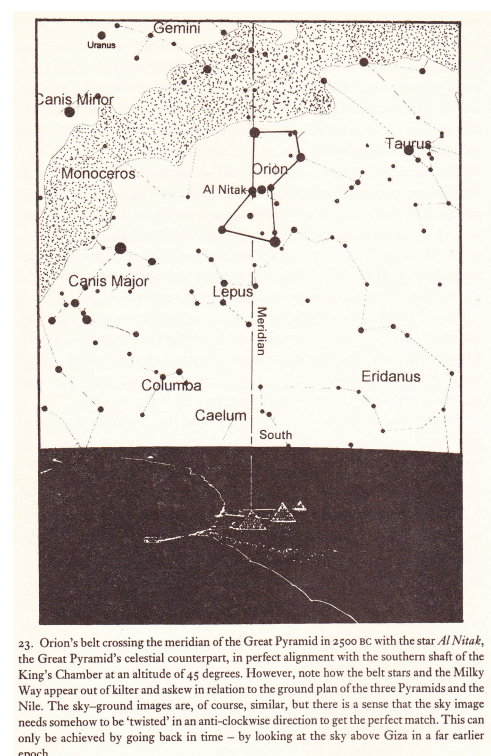 Gemini
Uranus
Canis Minor
Taurus
Orion
Monoceros
Al Nitak
Canis Major
Lepus
Meridian
Eridanus
Columba
Caelum
South
23. Orion's belt crossing the meridian of the Great Pyramid in 2500 BC with the star Al Nitak,
the Great Pyramid's celestial counterpart, in perfect alignment with the southern shaft of the
King's Chamber at an altitude of 45 degrees. However, note how the belt stars and the Milky
Way appear out of kilter and askew in relation to the ground plan of the three Pyramids and the
Nile. The sky–ground images are, of course, similar, but there is a sense that the sky image
needs somehow to be 'twisted' in an anti-clockwise direction to get the perfect match. This can
only be achieved by going back in time – by looking at the sky above Giza in a far earlier
epoch.